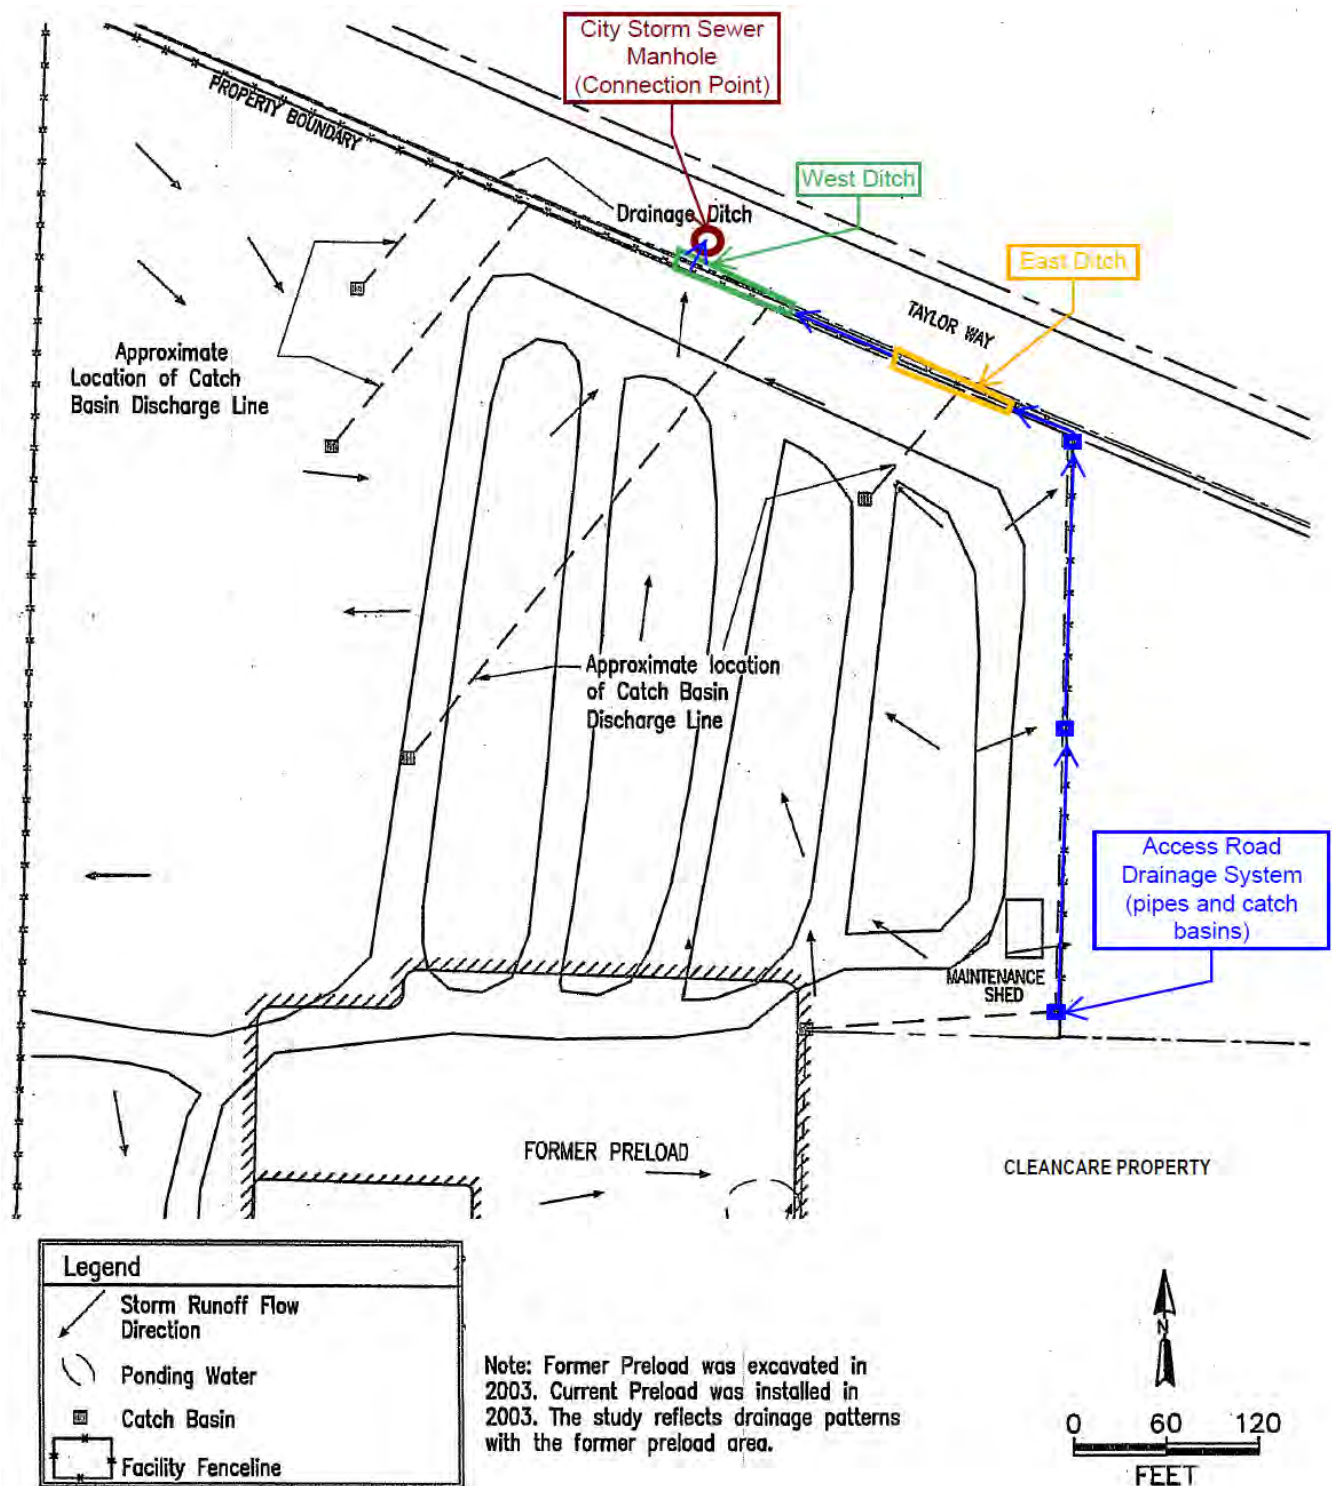 City Storm Sewer
Manhole
(Connection Point)
PROPERTY BOUNDARY
West Ditch
Drainage Ditch
East Ditch
TAYLOR WAY
Approximate
Location of Catch
Basin Discharge Line
Approximate location
of Catch Basin
Discharge Line
Access Road
Drainage System
(pipes and catch
basins)
MAINTENANCE
SHED
FORMER PRELOAD
CLEANCARE PROPERTY
Legend
Storm Runoff Flow
Direction
Ponding Water
Catch Basin
Facility Fenceline
Note: Former Preload was excavated in
2003. Current Preload was installed in
2003. The study reflects drainage patterns
with the former preload area.
N
0 60 120
FEET